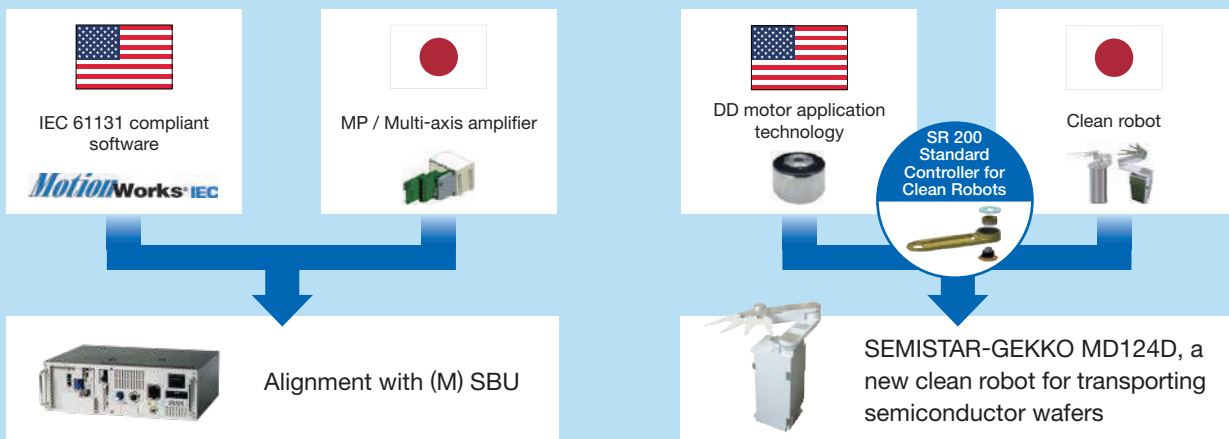 IEC 61131 compliant
software
MotionWorks® IEC
MP / Multi-axis amplifier
DD motor application
technology
SR 200
Standard
Controller for
Clean Robots
Clean robot
Alignment with (M) SBU
SEMISTAR-GEKKO MD124D, a
new clean robot for transporting
semiconductor wafers